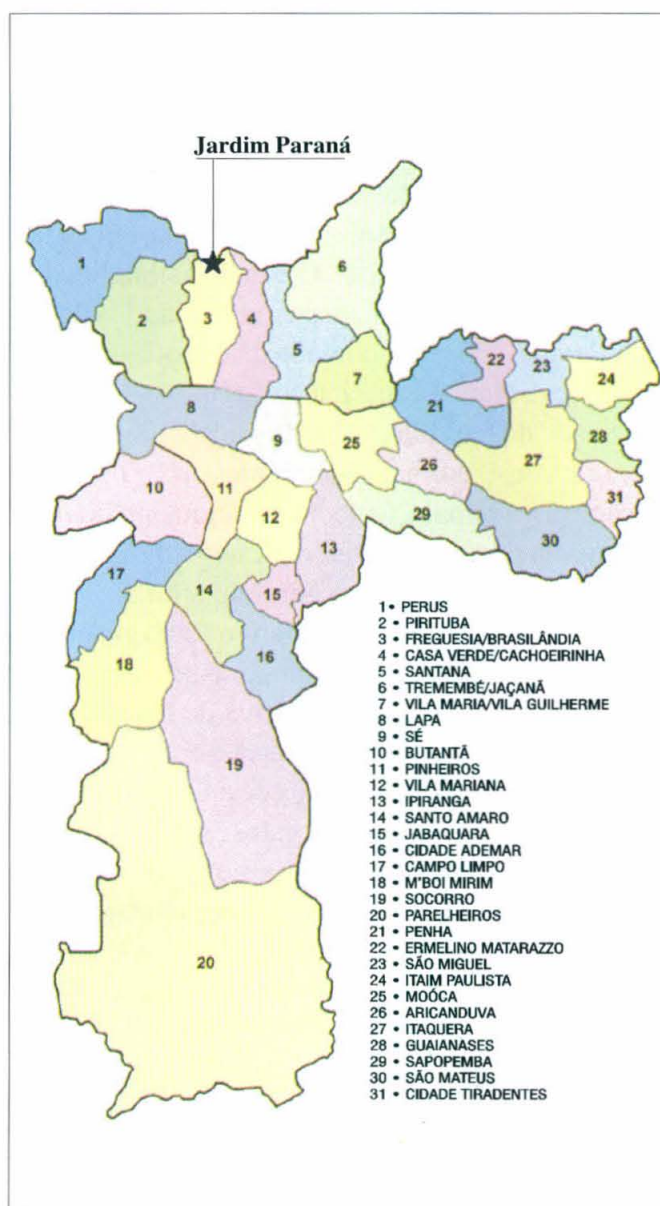 Jardim Paraná
1
2
3
4
5
6
7
8
9
10
11
12
13
14
15
16
17
18
19
20
21
22
23
24
25
26
27
28
29
30
31
1 • PERUS
2 • PIRITUBA
3 • FREGUESIA/BRASILÂNDIA
4 • CASA VERDE/CACHOEIRINHA
5 • SANTANA
6 • TREMEMBÉ/JAÇANÃ
7 • VILA MARIA/VILA GUILHERME
8 • LAPA
9 • SÉ
10 • BUTANTÃ
11 • PINHEIROS
12 • VILA MARIANA
13 • IPIRANGA
14 • SANTO AMARO
15 • JABAQUARA
16 • CIDADE ADEMAR
17 • CAMPO LIMPO
18 • M'BOI MIRIM
19 • SOCORRO
20 • PARELHEIROS
21 • PENHA
22 • ERMELINO MATARAZZO
23 • SÃO MIGUEL
24 • ITAIM PAULISTA
25 • MOÓCA
26 • ARICANDUVA
27 • ITAQUERA
28 • GUAIANASES
29 • SAPOPEMBA
30 • SÃO MATEUS
31 • CIDADE TIRADENTES